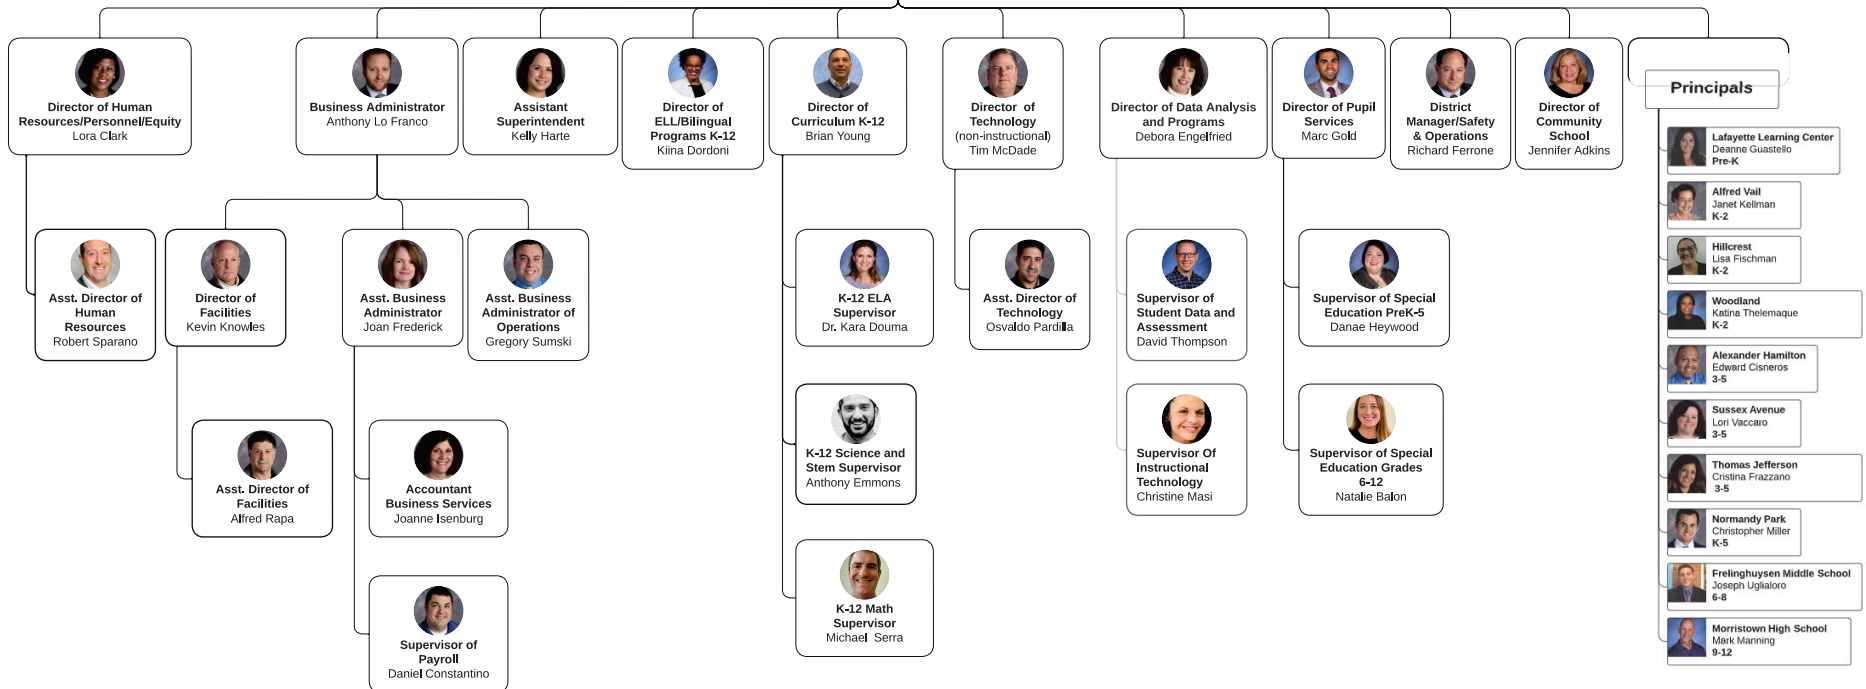 Director of Human
Resources/Personnel/Equity
Lora Clark
Business Administrator
Anthony Lo Franco
Assistant
Superintendent
Kelly Harte
Director of
ELL/Bilingual
Programs K-12
Kiina Dordoni
Director of
Curriculum K-12
Brian Young
Director of
Technology
(non-instructional)
Tim McDade
Director of Data Analysis
and Programs
Debora Engelfried
Director of Pupil
Services
Marc Gold
District
Manager/Safety
& Operations
Richard Ferrone
Director of
Community
School
Jennifer Adkins
Principals
Asst. Director of
Human
Resources
Robert Sparano
Director of
Facilities
Kevin Knowles
Asst. Business
Administrator
Joan Frederick
Asst. Business
Administrator of
Operations
Gregory Sumski
K-12 ELA
Supervisor
Dr. Kara Douma
Asst. Director of
Technology
Osvaldo Pardilla
Supervisor of
Student Data and
Assessment
David Thompson
Supervisor of Special
Education PreK-5
Danae Heywood
Asst. Director of
Facilities
Alfred Rapa
Accountant
Business Services
Joanne Isenburg
K-12 Science and
Stem Supervisor
Anthony Emmons
Supervisor Of
Instructional
Technology
Christine Masi
Supervisor of Special
Education Grades
6-12
Natalie Balon
Supervisor of
Payroll
Daniel Constantino
K-12 Math
Supervisor
Michael Serra
Lafayette Learning Center
Deanne Guastello
Pre-K
Alfred Vail
Janet Kellman
K-2
Hillcrest
Lisa Fischman
K-2
Woodland
Katina Thelemaque
K-2
Alexander Hamilton
Edward Cisneros
3-5
Sussex Avenue
Lori Vaccaro
3-5
Thomas Jefferson
Cristina Frazzano
3-5
Normandy Park
Christopher Miller
K-5
Frelinghuysen Middle School
Joseph Uglialoro
6-8
Morristown High School
Mark Manning
9-12